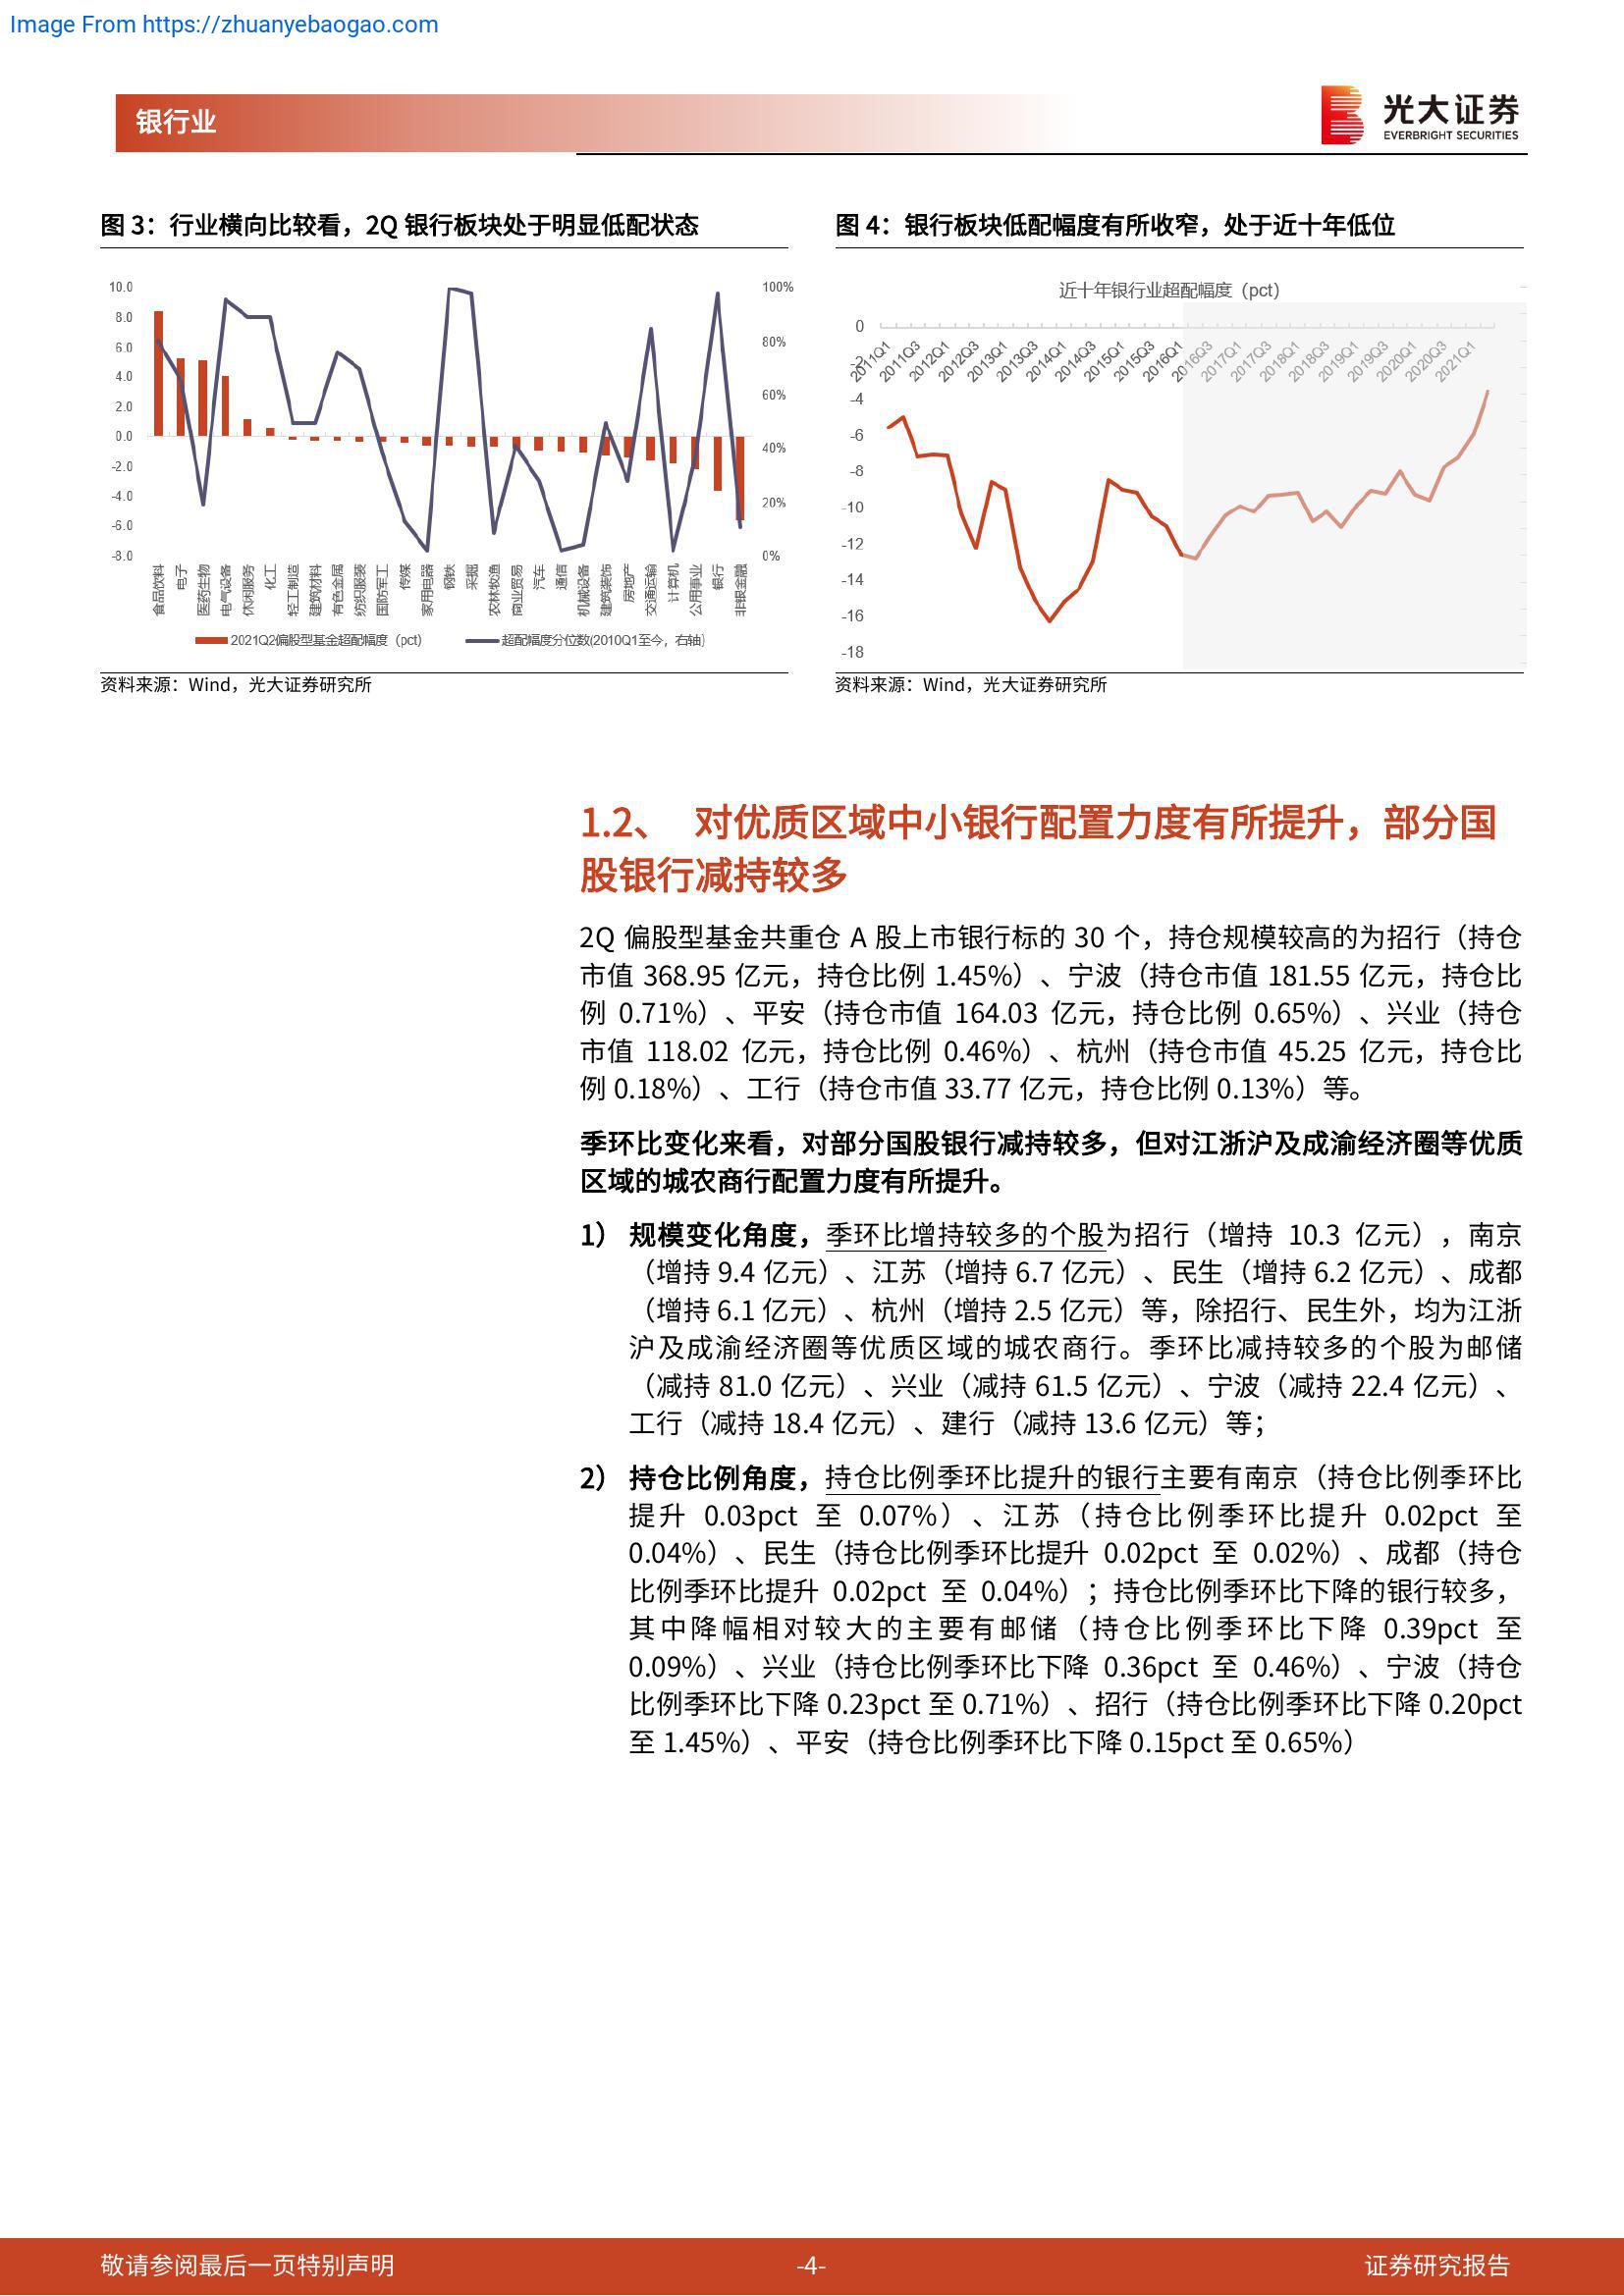 Image From https://zhuanyebaogao.com
银行业
光大证券
EVERBRIGHT SECURITIES
图 3：行业横向比较看，2Q 银行板块处于明显低配状态
10.0
8.0
6.0
4.0
2.0
0.0
-2.0
-4.0
-6.0
-8.0
100%
80%
60%
40%
20%
0%
食品饮料
电子
医药生物
电气设备
休闲服务
化工
轻工制造
建筑材料
有色金属
纺织服装
国防军工
传媒
家用电器
钢铁
采掘
农林牧渔
商业贸易
汽车
通信
机械设备
建筑装饰
房地产
交通运输
计算机
公用事业
银行
非银金融
2021Q2偏股型基金超配幅度（pct）
超配幅度分位数(2010Q1至今，右轴)
资料来源：Wind，光大证券研究所
图 4：银行板块低配幅度有所收窄，处于近十年低位
近十年银行业超配幅度（pct）
0
-2
-4
-6
-8
-10
-12
-14
-16
-18
2011Q1
2011Q3
2012Q1
2012Q3
2013Q1
2013Q3
2014Q1
2014Q3
2015Q1
2015Q3
2016Q1
2016Q3
2017Q1
2017Q3
2018Q1
2018Q3
2019Q1
2019Q3
2020Q1
2020Q3
2021Q1
资料来源：Wind，光大证券研究所
1.2、 对优质区域中小银行配置力度有所提升，部分国
股银行减持较多
2Q 偏股型基金共重仓 A 股上市银行标的 30 个，持仓规模较高的为招行（持仓
市值 368.95 亿元，持仓比例 1.45%）、宁波（持仓市值 181.55 亿元，持仓比
例 0.71%）、平安（持仓市值 164.03 亿元，持仓比例 0.65%）、兴业（持仓
市值 118.02 亿元，持仓比例 0.46%）、杭州（持仓市值 45.25 亿元，持仓比
例 0.18%）、工行（持仓市值 33.77 亿元，持仓比例 0.13%）等。
季环比变化来看，对部分国股银行减持较多，但对江浙沪及成渝经济圈等优质
区域的城农商行配置力度有所提升。
1） 规模变化角度，季环比增持较多的个股为招行（增持 10.3 亿元），南京
（增持 9.4 亿元）、江苏（增持 6.7 亿元）、民生（增持 6.2 亿元）、成都
（增持 6.1 亿元）、杭州（增持 2.5 亿元）等，除招行、民生外，均为江浙
沪及成渝经济圈等优质区域的城农商行。季环比减持较多的个股为邮储
（减持 81.0 亿元）、兴业（减持 61.5 亿元）、宁波（减持 22.4 亿元）、
工行（减持 18.4 亿元）、建行（减持 13.6 亿元）等；
2） 持仓比例角度，持仓比例季环比提升的银行主要有南京（持仓比例季环比
提升 0.03pct 至 0.07%）、江苏（持仓比例季环比提升 0.02pct 至
0.04%）、民生（持仓比例季环比提升 0.02pct 至 0.02%）、成都（持仓
比例季环比提升 0.02pct 至 0.04%）；持仓比例季环比下降的银行较多，
其中降幅相对较大的主要有邮储（持仓比例季环比下降 0.39pct 至
0.09%）、兴业（持仓比例季环比下降 0.36pct 至 0.46%）、宁波（持仓
比例季环比下降 0.23pct 至 0.71%）、招行（持仓比例季环比下降 0.20pct
至 1.45%）、平安（持仓比例季环比下降 0.15pct 至 0.65%）
敬请参阅最后一页特别声明
-4-
证券研究报告